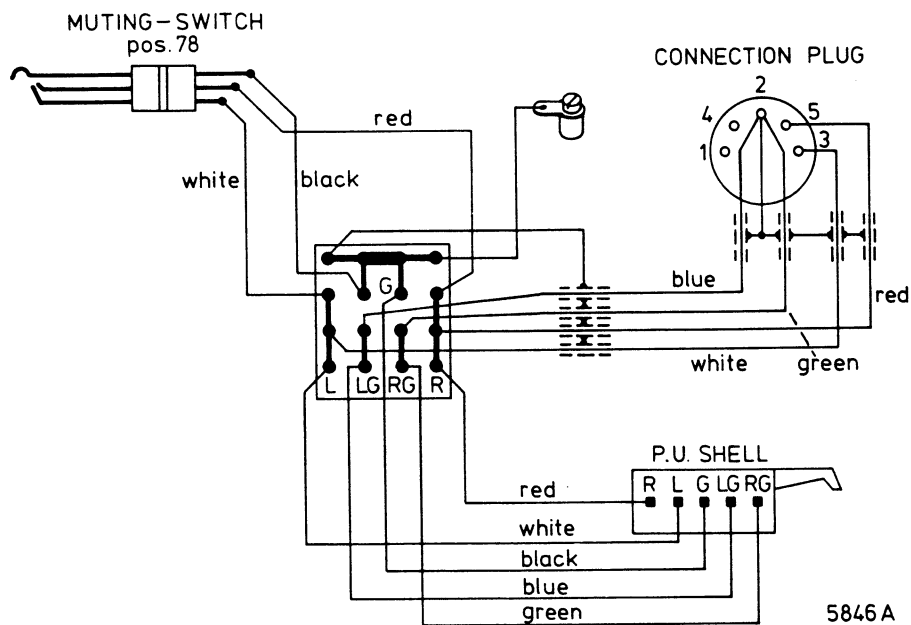 MUTING-SWITCH
pos. 78
CONNECTION PLUG
2
4
5
1
3
red
white
black
G
blue
red
white
green
L LG RG R
P.U. SHELL
R L G LG RG
red
white
black
blue
green
5846 A